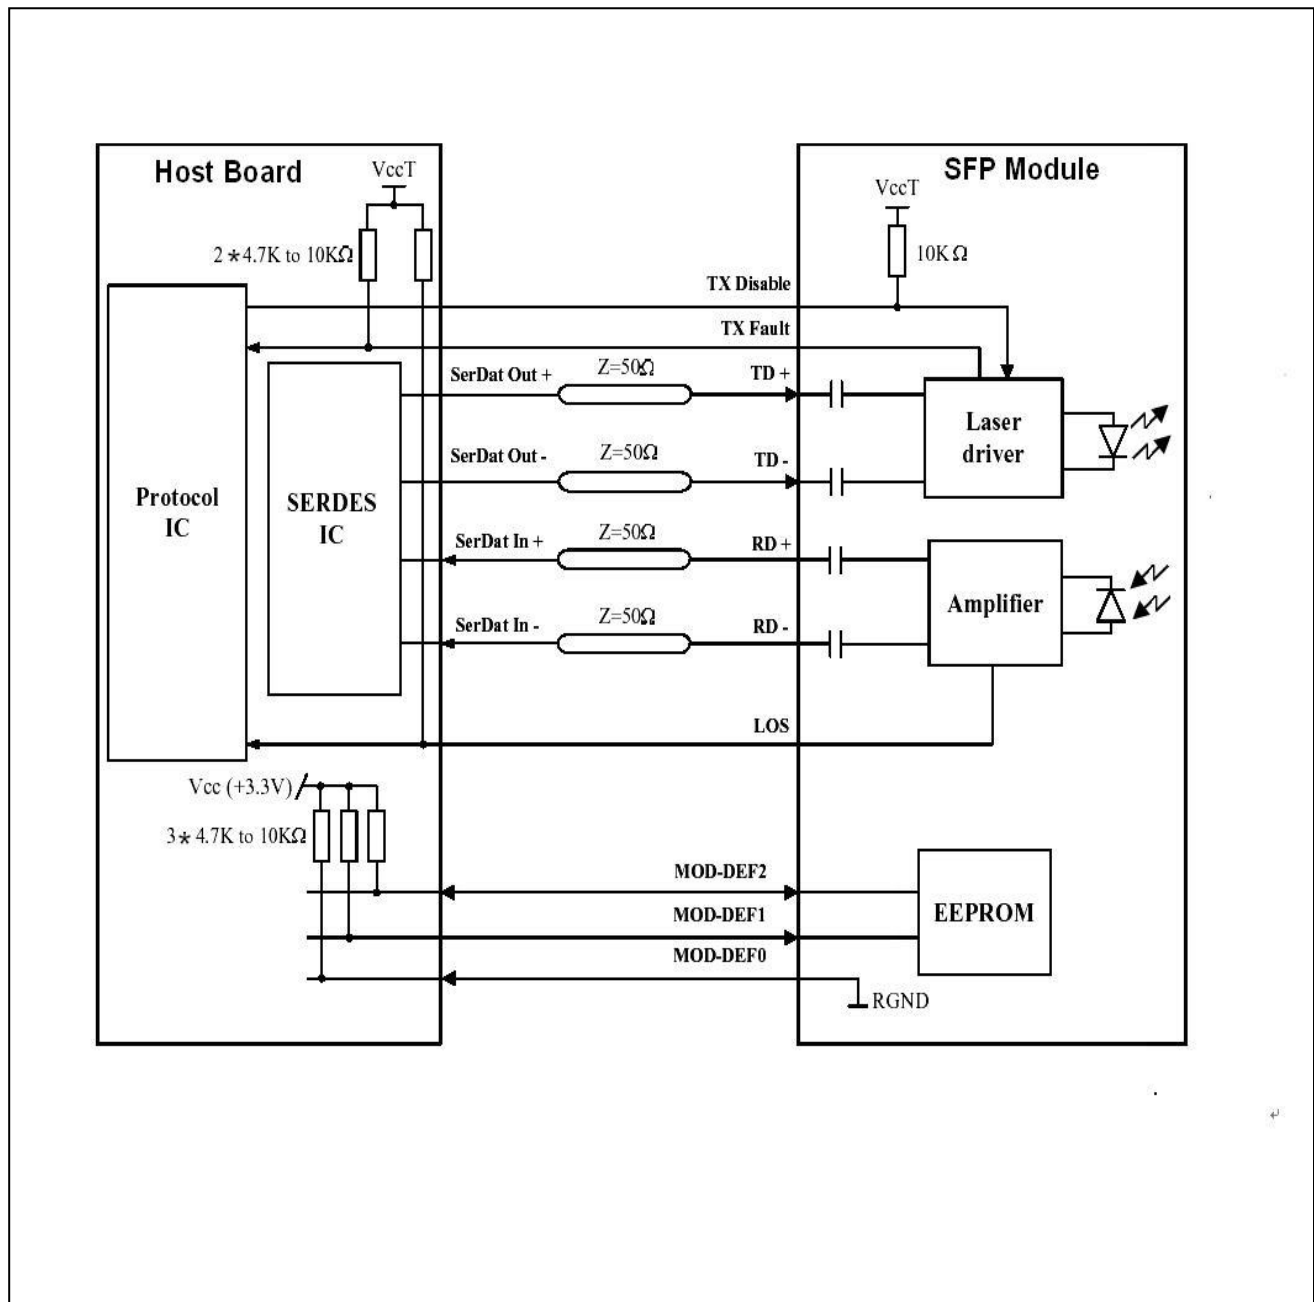 Host Board
SFP Module
VccT
VccT
2*4.7K to 10KΩ
10KΩ
TX Disable
TX Fault
SerDat Out +
Z=50Ω
TD +
Laser
driver
SerDat Out -
Z=50Ω
TD -
Protocol
IC
SERDES
IC
SerDat In +
Z=50Ω
RD +
Amplifier
SerDat In -
Z=50Ω
RD -
LOS
Vcc (+3.3V)
3*4.7K to 10KΩ
MOD-DEF2
EEPROM
MOD-DEF1
MOD-DEF0
RGND